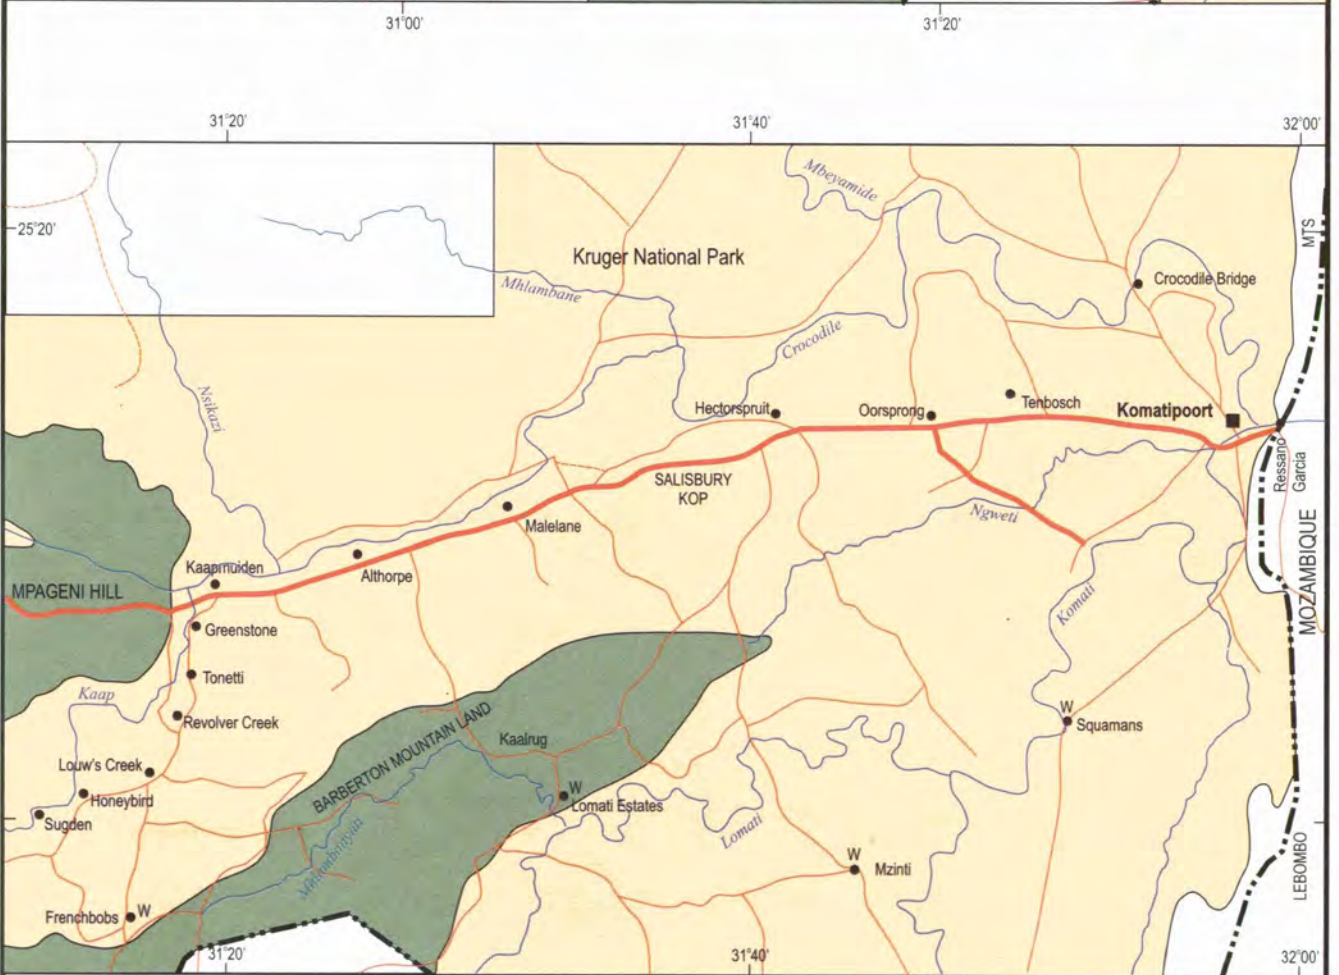 31°00'
31°20'
31°20'
31°40'
32°00'
Mbeyamide
25°20'
MTS
Kruger National Park
Crocodile Bridge
Mhlambane
Crocodile
Nsikazi
Hectorspruit
Oorsprong
Tenbosch
Komatipoort
Ressano
Garcia
SALISBURY
KOP
Ngweti
Malelane
MOZAMBIQUE
Kaapmuiden
Althorpe
MPAGENI HILL
Komati
Greenstone
Tonetti
Kaap
Revolver Creek
W
Squamans
Kaalrug
BARBERTON MOUNTAIN LAND
Louw's Creek
Honeybird
W
Lomati Estates
Sugden
Lomati
W
Mzinti
LEBOMBO
Frenchbobs
W
31°20'
31°40'
32°00'